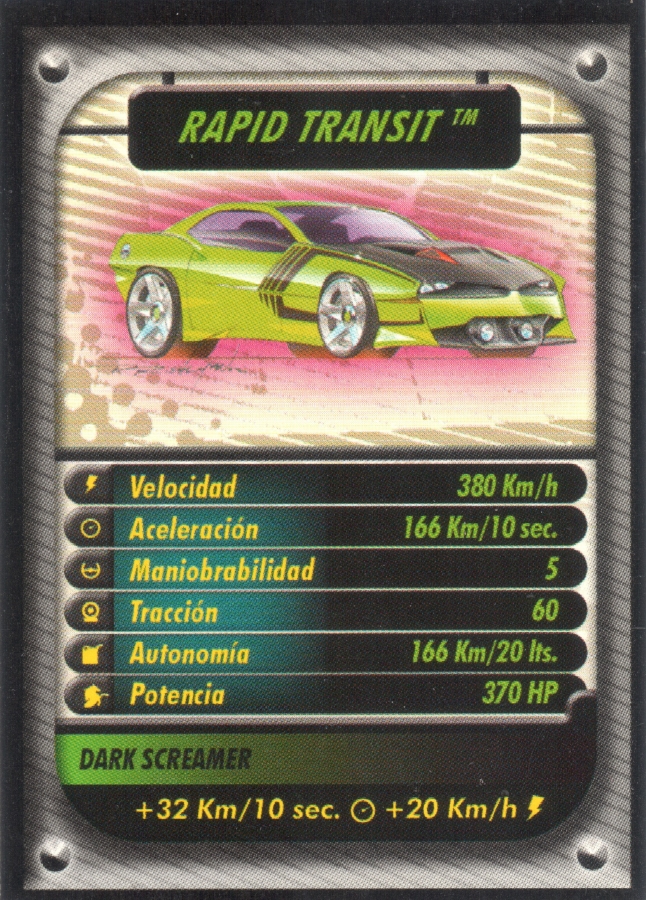 RAPID TRANSIT ™
Velocidad 380 Km/h
Aceleración 166 Km/10 sec.
Maniobrabilidad 5
Tracción 60
Autonomía 166 Km/20 lts.
Potencia 370 HP
DARK SCREAMER
+32 Km/10 sec. +20 Km/h